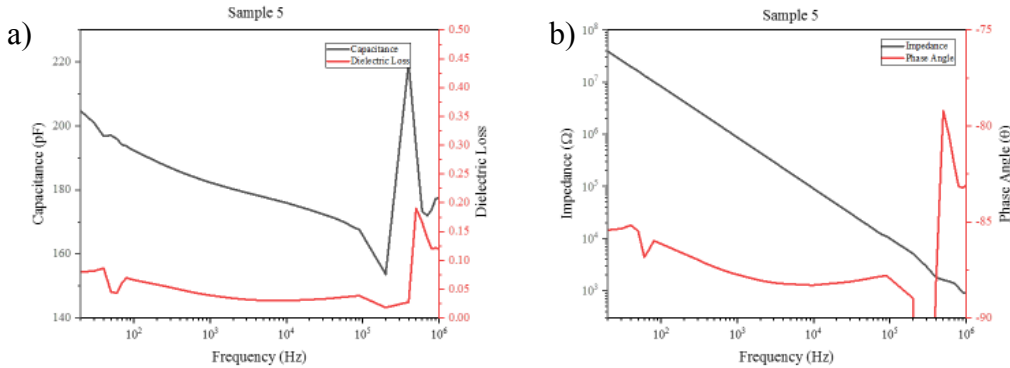 a)
Sample 5
Capacitance
Dielectric Loss
Capacitance (pF)
220
200
180
160
140
0.50
0.45
0.40
0.35
0.30
0.25
0.20
0.15
0.10
0.05
0.00
Dielectric Loss
10²
10³
10⁴
10⁵
10⁶
Frequency (Hz)
b)
Sample 5
Impedance
Phase Angle
Impedance (Ω)
10⁸
10⁷
10⁶
10⁵
10⁴
10³
-75
-80
-85
-90
Phase Angle (θ)
10²
10³
10⁴
10⁵
10⁶
Frequency (Hz)